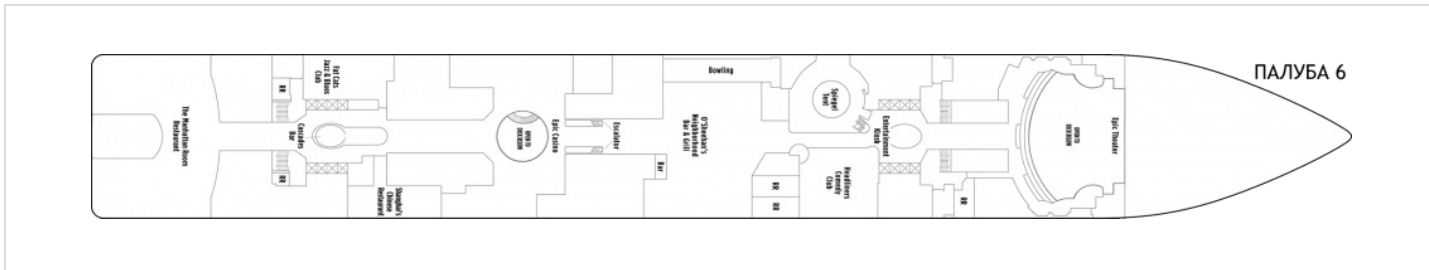 ПАЛУБА 6
The Manhattan Room
Restaurant
RR
RR
Cascades
Bar
Fat Cats
Jazz & Blues
Club
Shanghai's
Chinese
Restaurant
Epic Casino
Escalator
O'Sheehan's
Neighborhood
Bar & Grill
Bar
Bowling
RR
RR
Spiegel
Tent
Headliners
Comedy
Club
Entertainment
Kiosk
RR
Epic Theater